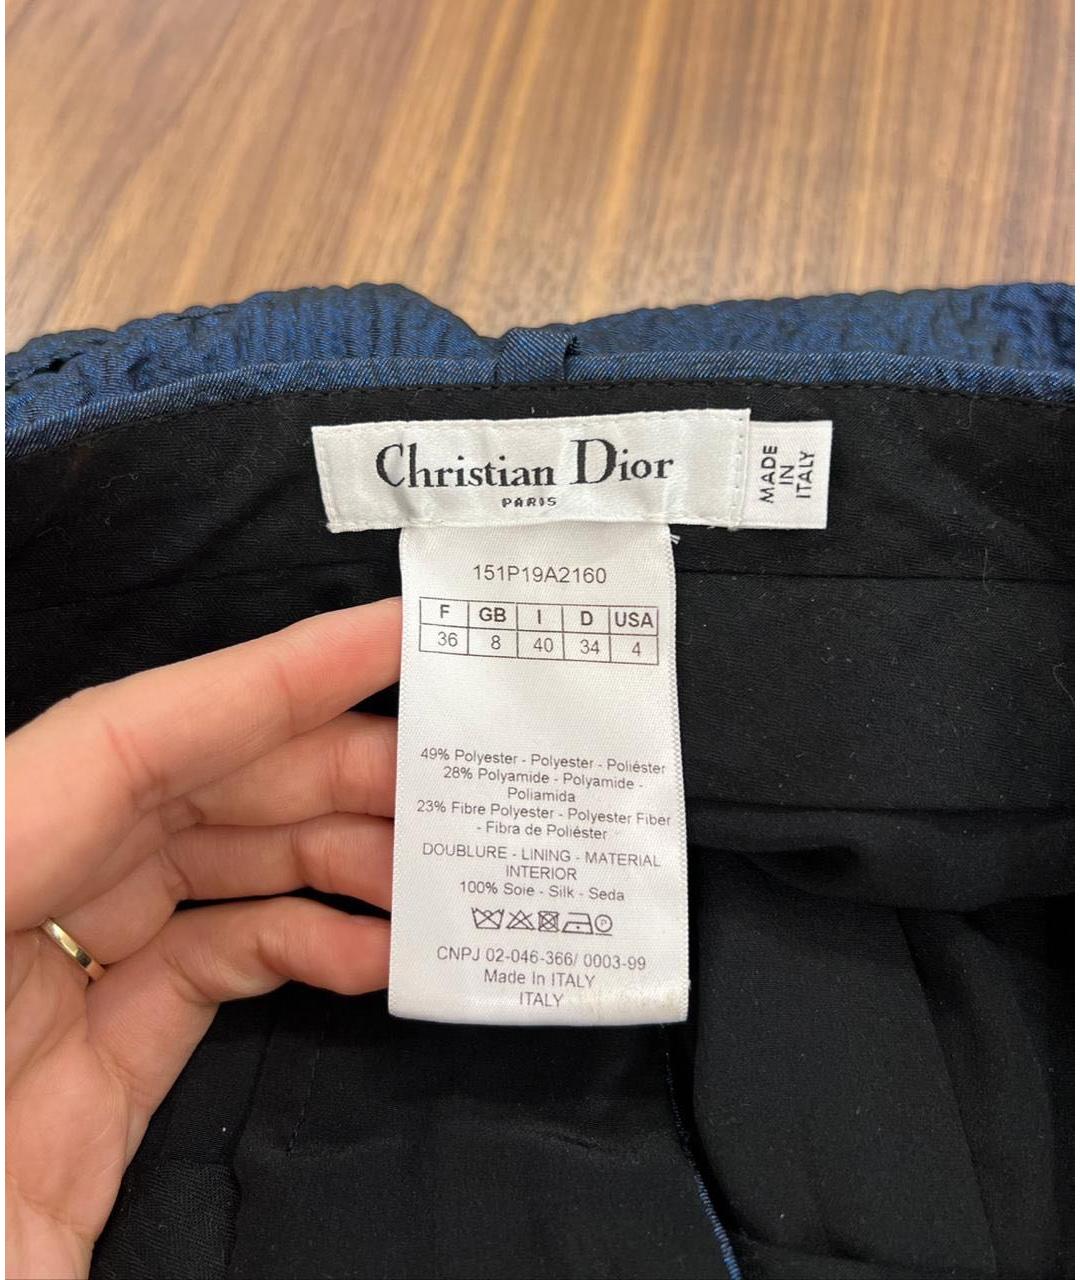 Christian Dior
PARIS
MADE
IN
ITALY
151P19A2160
F GB I D USA
36 8 40 34 4
49% Polyester - Polyester - Poliéster
28% Polyamide - Polyamide -
Poliamida
23% Fibre Polyester - Polyester Fiber
- Fibra de Poliéster
DOUBLURE - LINING - MATERIAL
INTERIOR
100% Soie - Silk - Seda
P
CNPJ 02-046-366/ 0003-99
Made In ITALY
ITALY